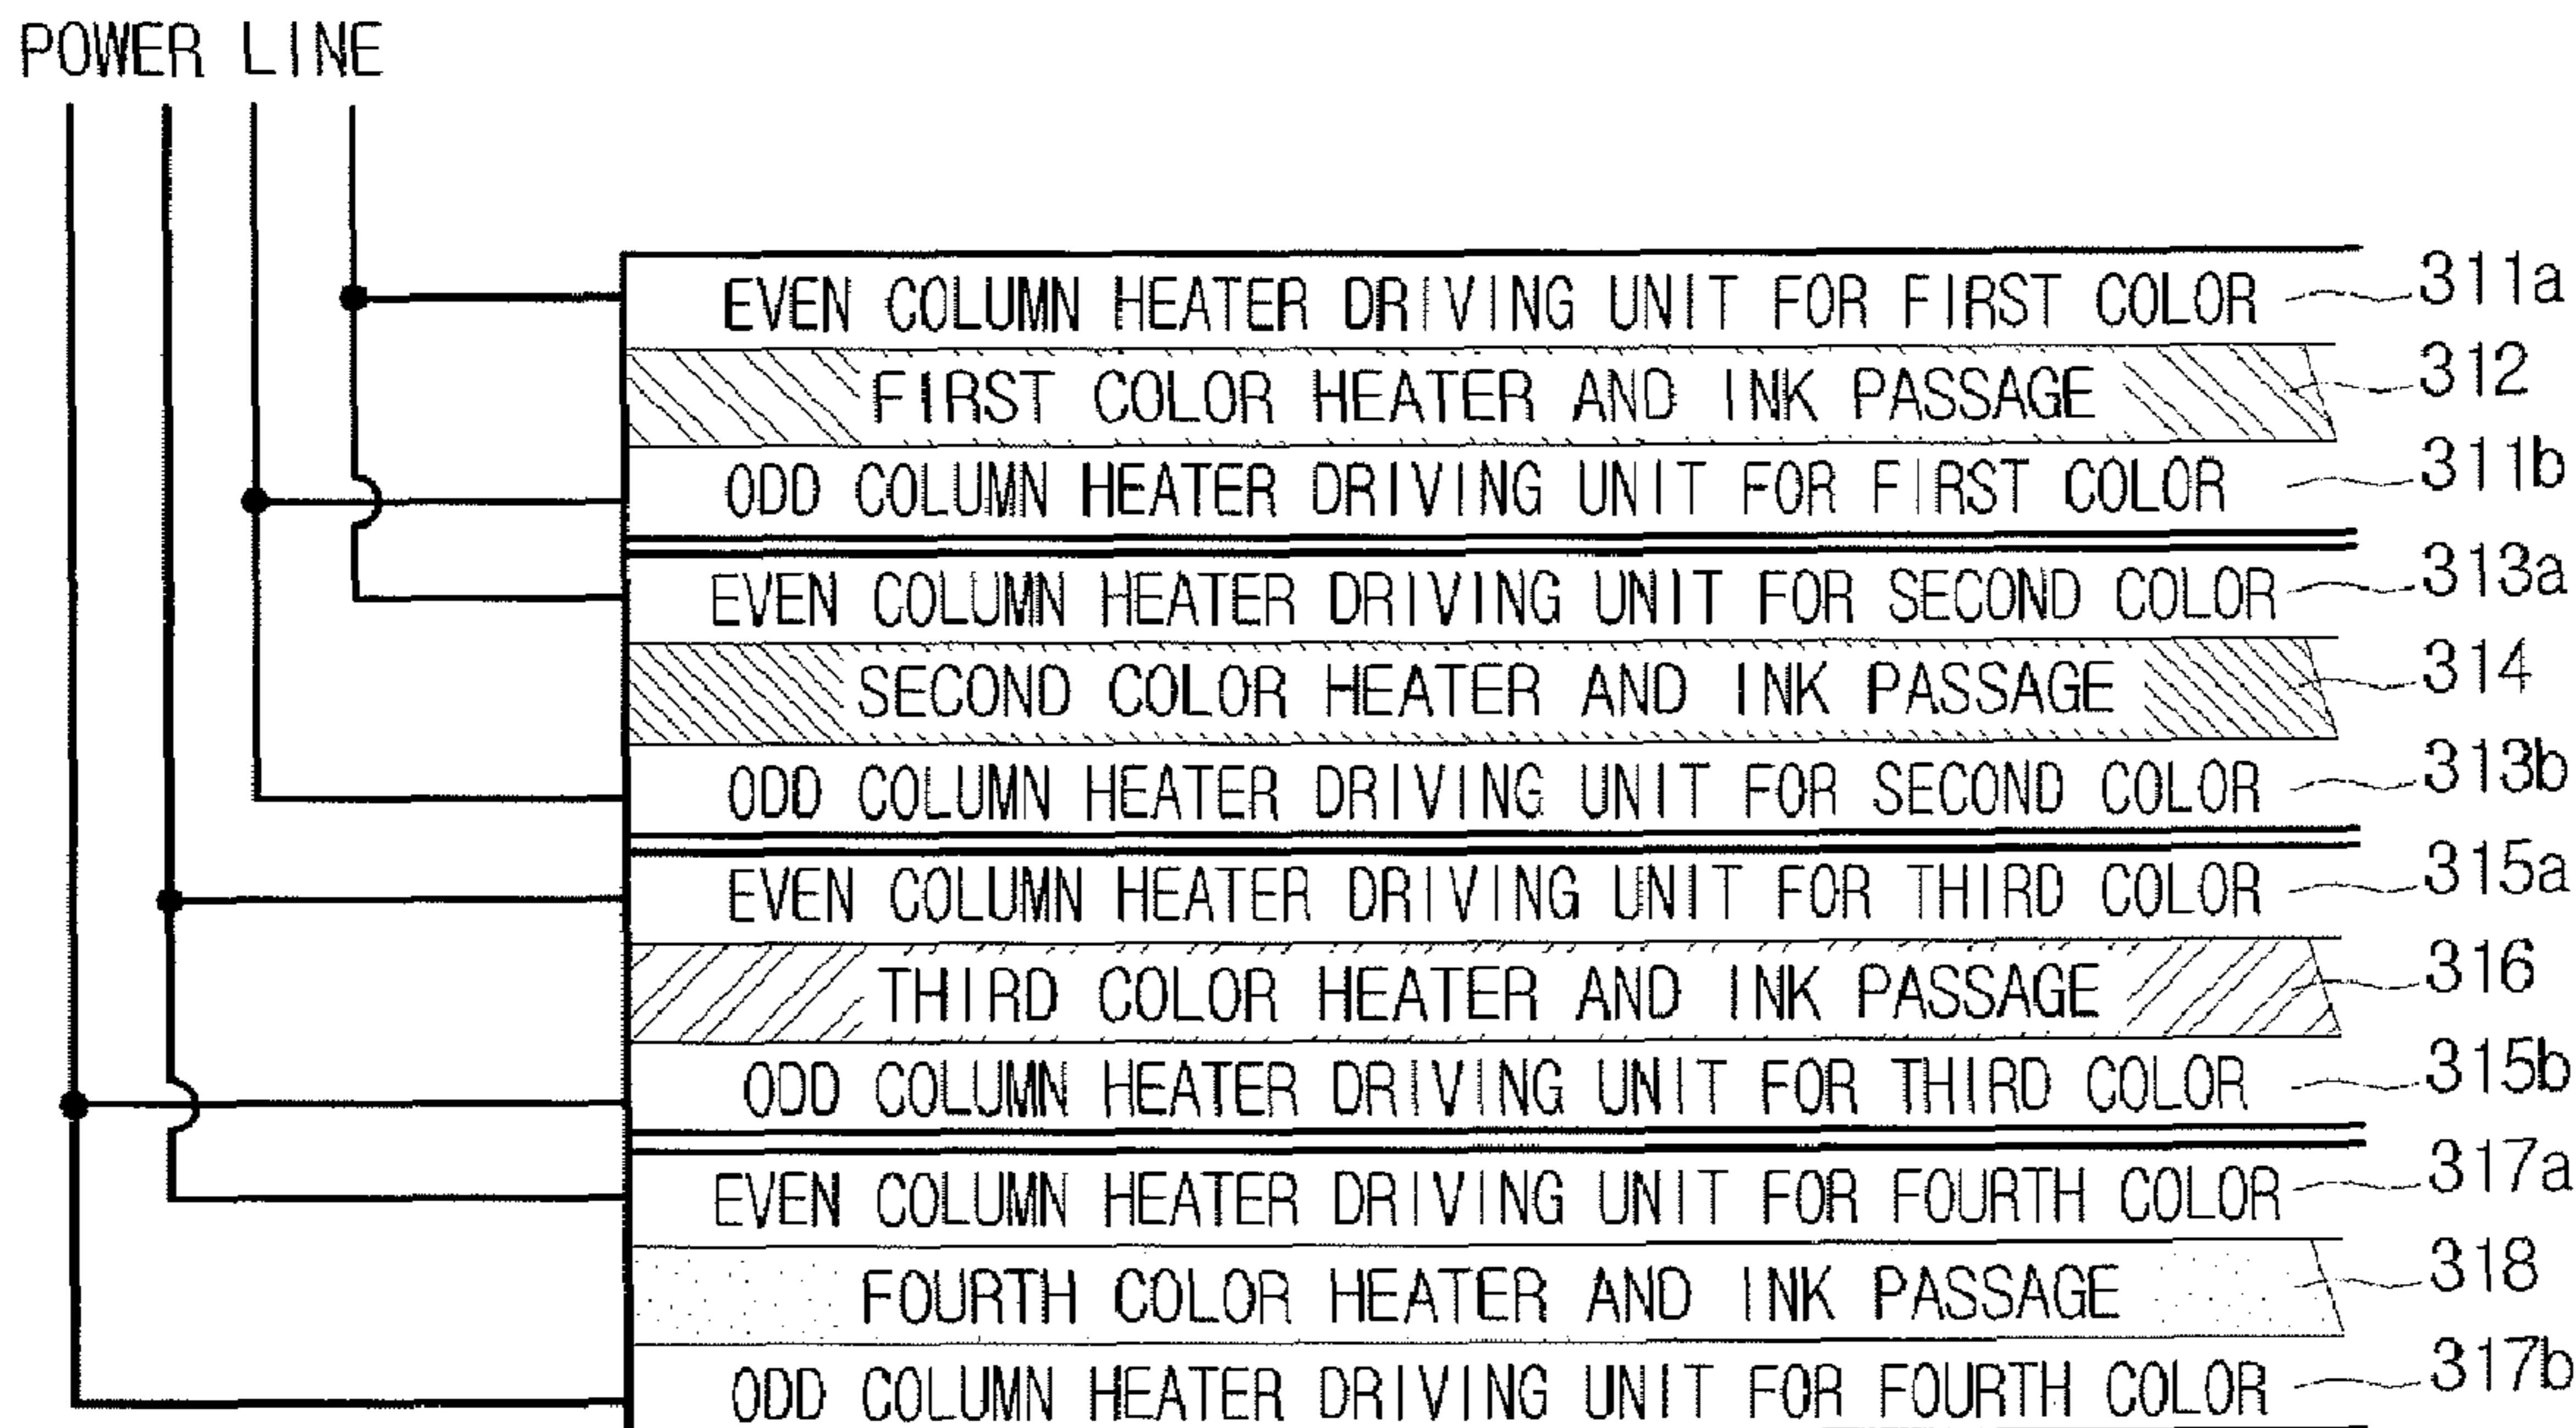 POWER LINE
EVEN COLUMN HEATER DRIVING UNIT FOR FIRST COLOR 311a
FIRST COLOR HEATER AND INK PASSAGE 312
ODD COLUMN HEATER DRIVING UNIT FOR FIRST COLOR 311b
EVEN COLUMN HEATER DRIVING UNIT FOR SECOND COLOR 313a
SECOND COLOR HEATER AND INK PASSAGE 314
ODD COLUMN HEATER DRIVING UNIT FOR SECOND COLOR 313b
EVEN COLUMN HEATER DRIVING UNIT FOR THIRD COLOR 315a
THIRD COLOR HEATER AND INK PASSAGE 316
ODD COLUMN HEATER DRIVING UNIT FOR THIRD COLOR 315b
EVEN COLUMN HEATER DRIVING UNIT FOR FOURTH COLOR 317a
FOURTH COLOR HEATER AND INK PASSAGE 318
ODD COLUMN HEATER DRIVING UNIT FOR FOURTH COLOR 317b